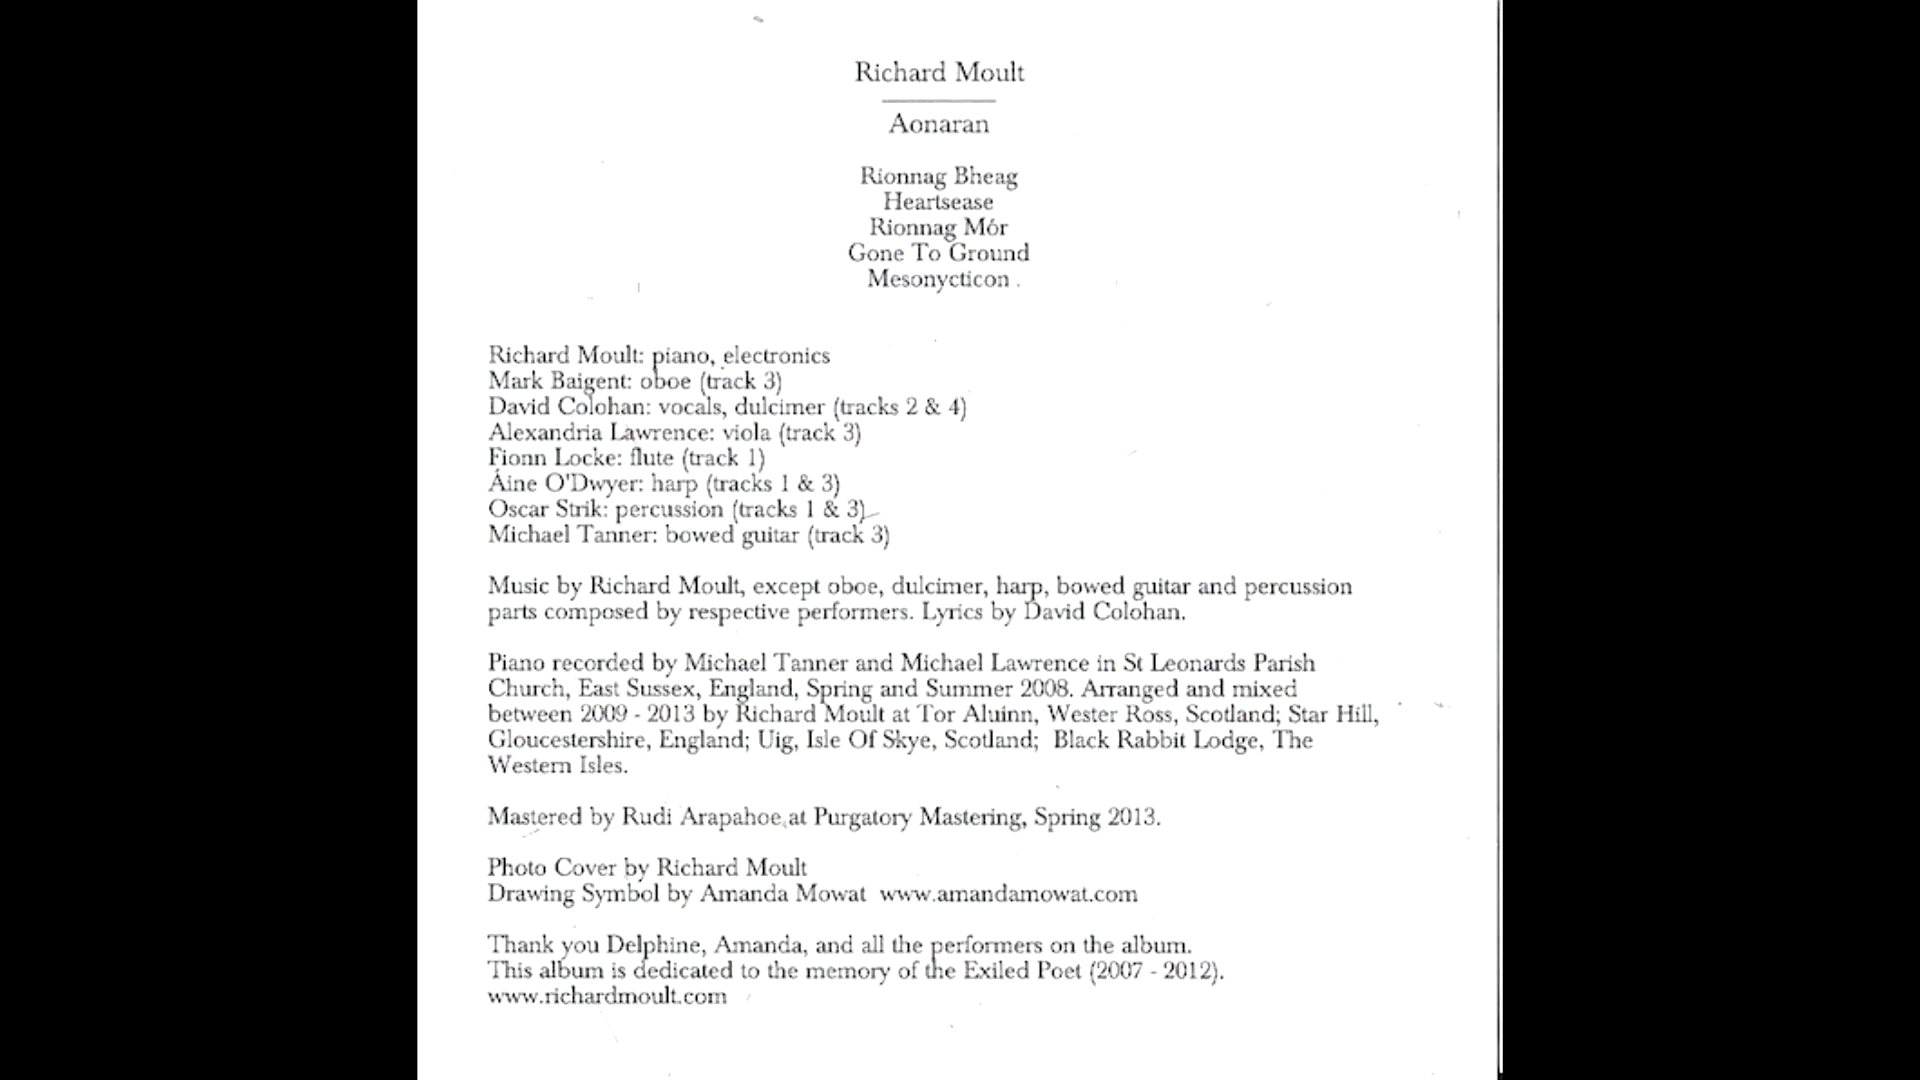 Richard Moult
Aonaran
Rionnag Bheag
Heartsease
Rionnag Mór
Gone To Ground
Mesonycticon .
Richard Moult: piano, electronics
Mark Baigent: oboe (track 3)
David Colohan: vocals, dulcimer (tracks 2 & 4)
Alexandria Lawrence: viola (track 3)
Fionn Locke: flute (track 1)
Áine O'Dwyer: harp (tracks 1 & 3)
Oscar Strik: percussion (tracks 1 & 3)
Michael Tanner: bowed guitar (track 3)
Music by Richard Moult, except oboe, dulcimer, harp, bowed guitar and percussion
parts composed by respective performers. Lyrics by David Colohan.
Piano recorded by Michael Tanner and Michael Lawrence in St Leonards Parish
Church, East Sussex, England, Spring and Summer 2008. Arranged and mixed
between 2009 - 2013 by Richard Moult at Tor Aluinn, Wester Ross, Scotland; Star Hill,
Gloucestershire, England; Uig, Isle Of Skye, Scotland; Black Rabbit Lodge, The
Western Isles.
Mastered by Rudi Arapahoe at Purgatory Mastering, Spring 2013.
Photo Cover by Richard Moult
Drawing Symbol by Amanda Mowat www.amandamowat.com
Thank you Delphine, Amanda, and all the performers on the album.
This album is dedicated to the memory of the Exiled Poet (2007 - 2012).
www.richardmoult.com